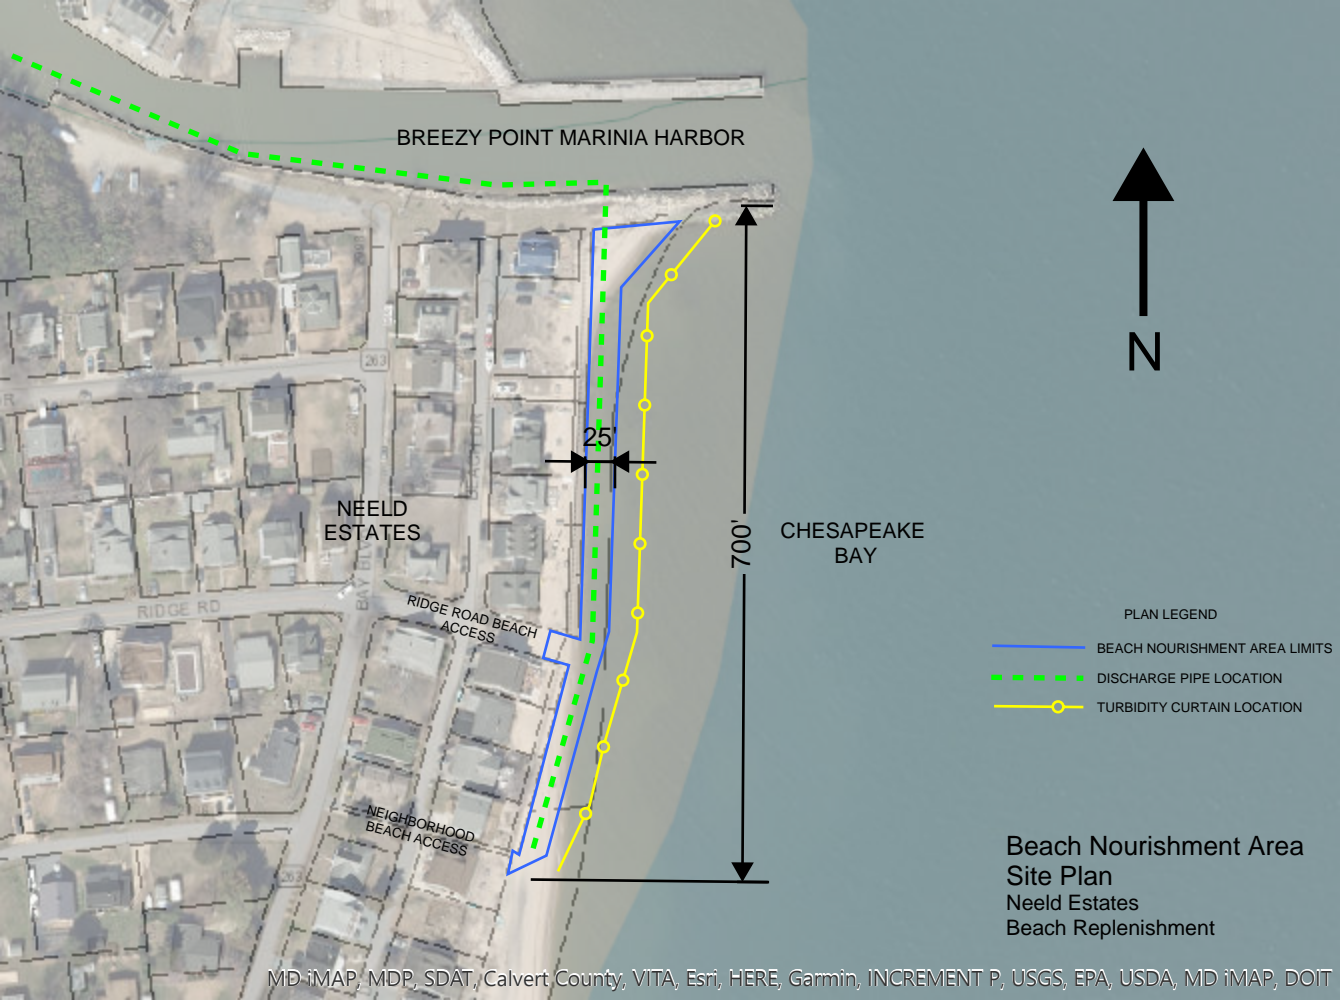 BREEZY POINT MARINIA HARBOR
N
263
25'
NEELD
ESTATES
700'
CHESAPEAKE
BAY
RIDGE RD
RIDGE ROAD BEACH
ACCESS
PLAN LEGEND
BEACH NOURISHMENT AREA LIMITS
DISCHARGE PIPE LOCATION
TURBIDITY CURTAIN LOCATION
NEIGHBORHOOD
BEACH ACCESS
263
Beach Nourishment Area
Site Plan
Neeld Estates
Beach Replenishment
MD iMAP, MDP, SDAT, Calvert County, VITA, Esri, HERE, Garmin, INCREMENT P, USGS, EPA, USDA, MD iMAP, DOIT